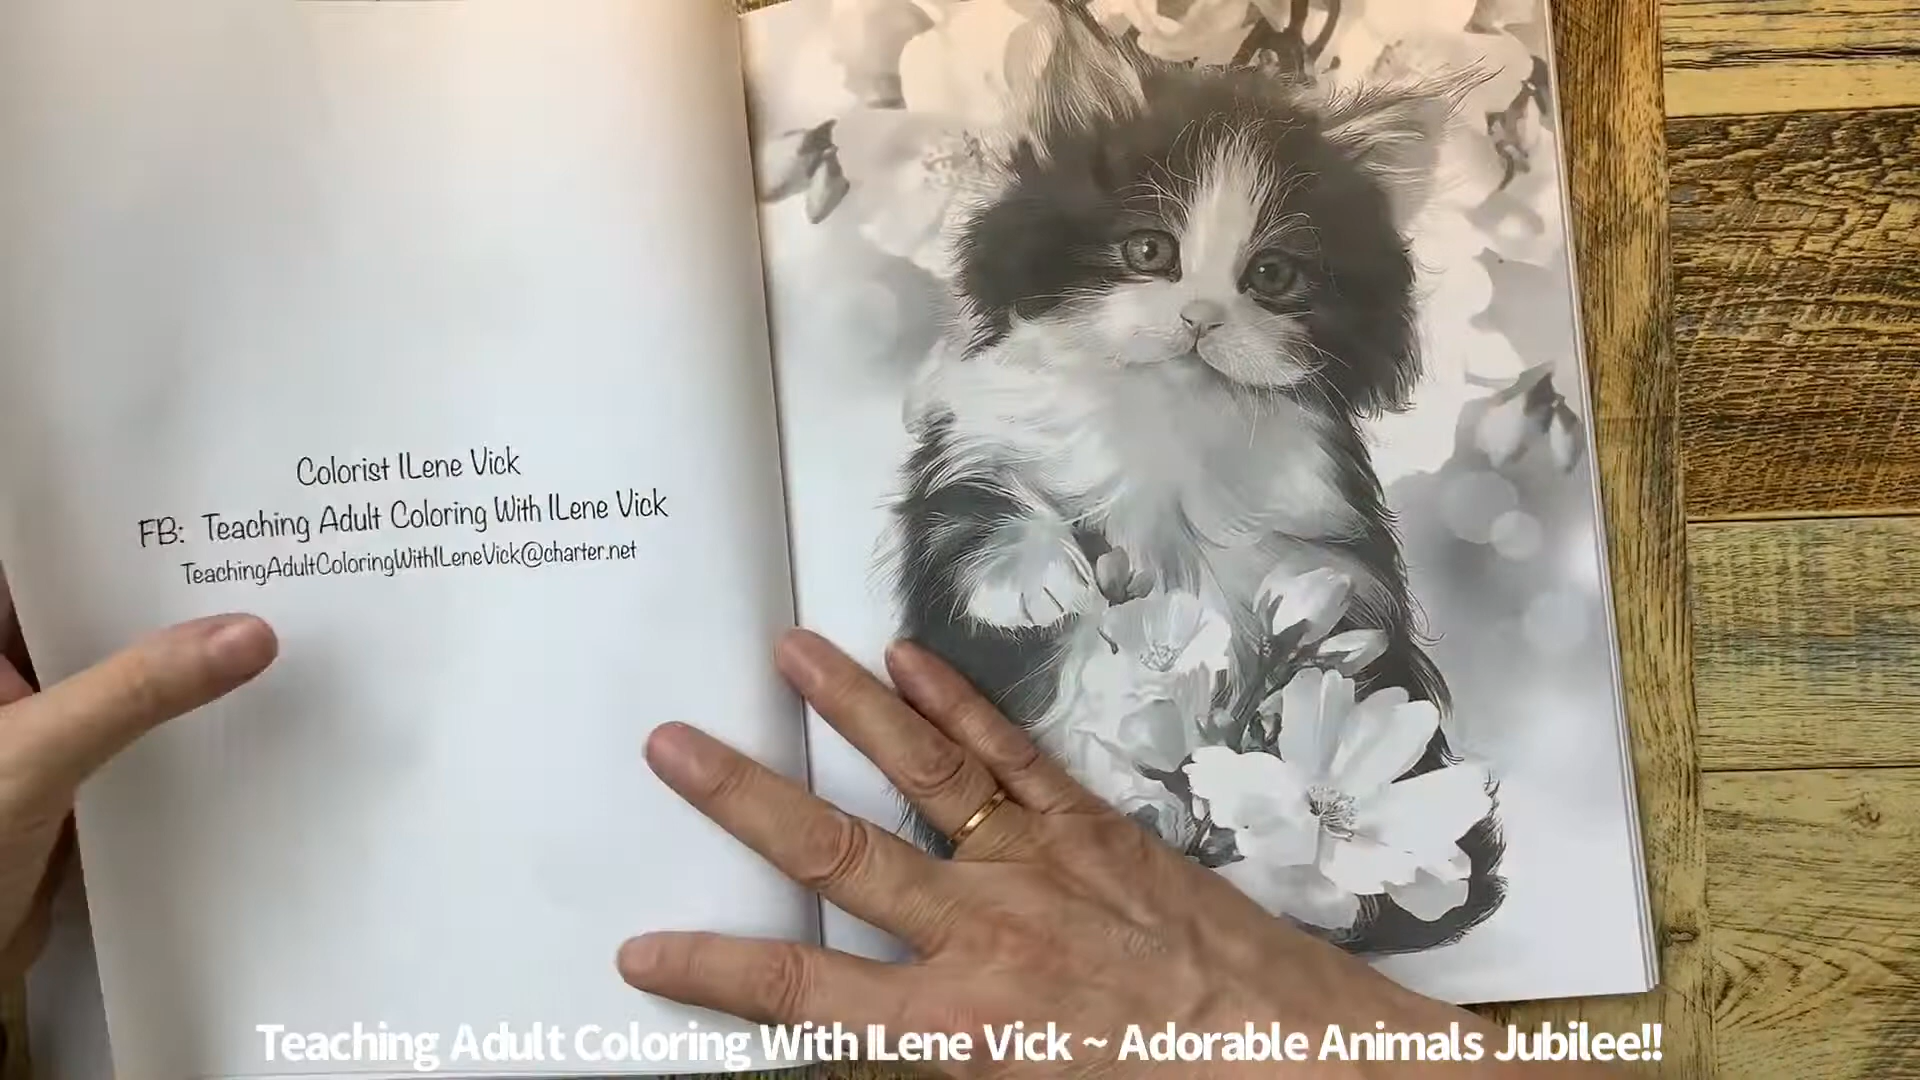 Colorist ILene Vick
FB: Teaching Adult Coloring With ILene Vick
TeachingAdultColoringWithILeneVick@charter.net
Teaching Adult Coloring With ILene Vick ~ Adorable Animals Jubilee!!